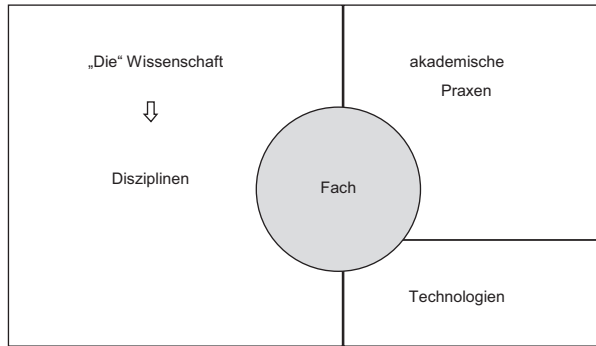 „Die“ Wissenschaft
Disziplinen
Fach
akademische
Praxen
Technologien